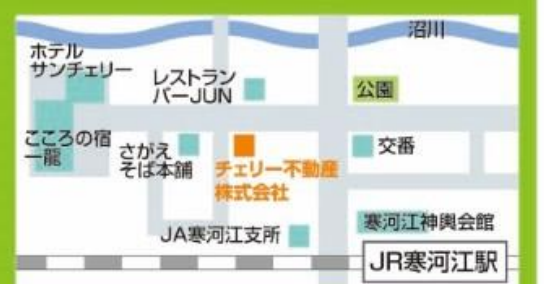 沼川
ホテル
サンチェリー
レストラン
バーJUN
公園
こころの宿
一龍
さがえ
そば本舗
チェリー不動産
株式会社
交番
寒河江神輿会館
JA寒河江支所
JR寒河江駅